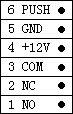 6 PUSH
5 GND
4 +12V
3 COM
2 NC
1 NO